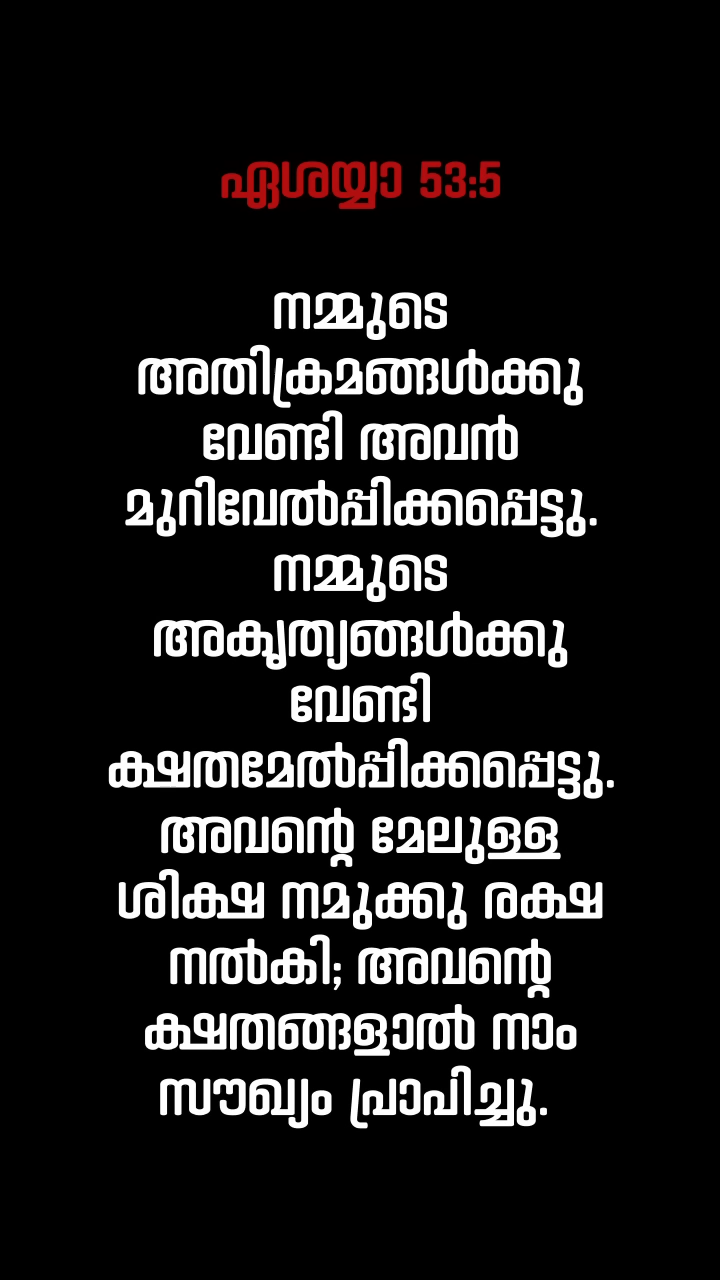 ഏശയ്യാ 53:5
നമ്മുടെ
അതിക്രമങ്ങൾക്കു
വേണ്ടി അവൻ
മുറിവേൽപ്പിക്കപ്പെട്ടു.
നമ്മുടെ
അകൃത്യങ്ങൾക്കു
വേണ്ടി
ക്ഷതമേൽപ്പിക്കപ്പെട്ടു.
അവന്റെ മേലുള്ള
ശിക്ഷ നമുക്കു രക്ഷ
നൽകി; അവന്റെ
ക്ഷതങ്ങളാൽ നാം
സൗഖ്യം പ്രാപിച്ചു.